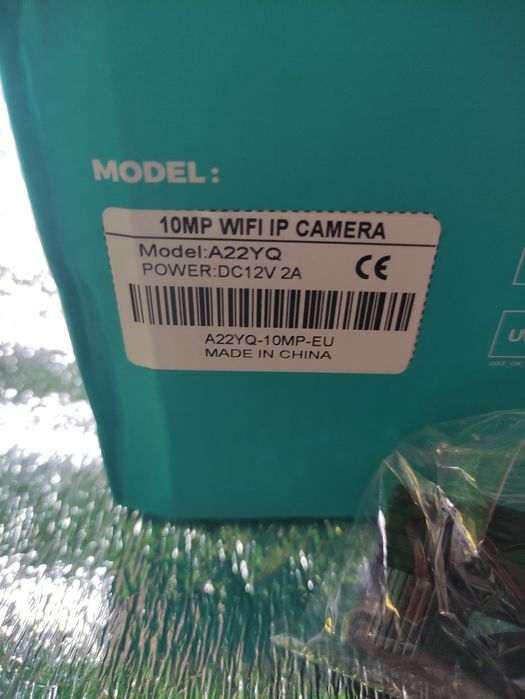 MODEL:
10MP WIFI IP CAMERA
Model:A22YQ
POWER:DC12V 2A
CE
A22YQ-10MP-EU
MADE IN CHINA